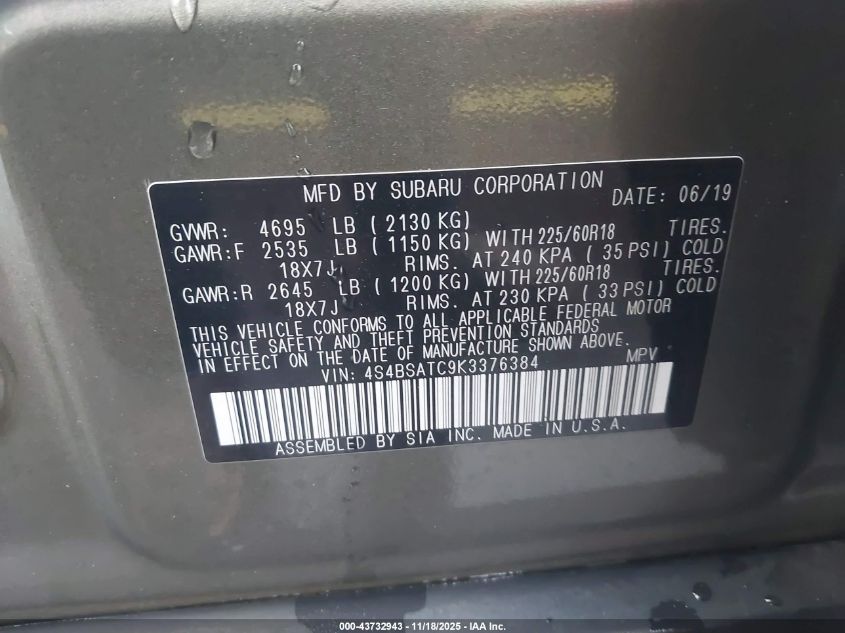 MFD BY SUBARU CORPORATION DATE: 06/19
GVWR: 4695 LB ( 2130 KG)
GAWR:F 2535 LB ( 1150 KG) WITH 225/60R18 TIRES.
18X7J RIMS. AT 240 KPA ( 35 PSI) COLD
GAWR:R 2645 LB ( 1200 KG) WITH 225/60R18 TIRES.
18X7J RIMS. AT 230 KPA ( 33 PSI) COLD
THIS VEHICLE CONFORMS TO ALL APPLICABLE FEDERAL MOTOR
VEHICLE SAFETY AND THEFT PREVENTION STANDARDS
IN EFFECT ON THE DATE OF MANUFACTURE SHOWN ABOVE.
VIN: 4S4BSATC9K3376384 MPV
ASSEMBLED BY SIA INC. MADE IN U.S.A.
000-43732943 - 11/18/2025 - IAA Inc.